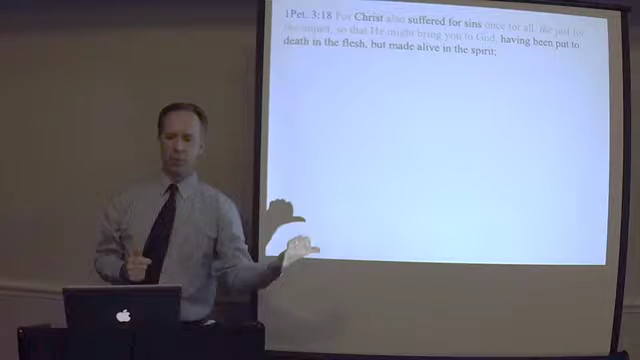 1Pet. 3:18 For Christ also suffered for sins once for all, the just for
the unjust, so that He might bring you to God, having been put to
death in the flesh, but made alive in the spirit;